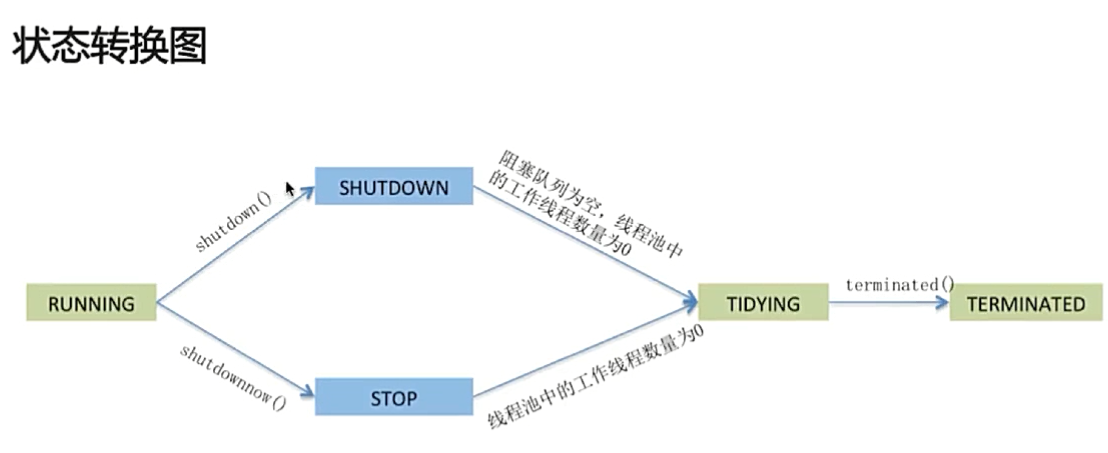 状态转换图
阻塞队列为空，线程池中
的工作线程数量为0
SHUTDOWN
shutdown()
RUNNING
TIDYING
terminated()
TERMINATED
shutdownnow()
STOP
线程池中的工作线程数量为0